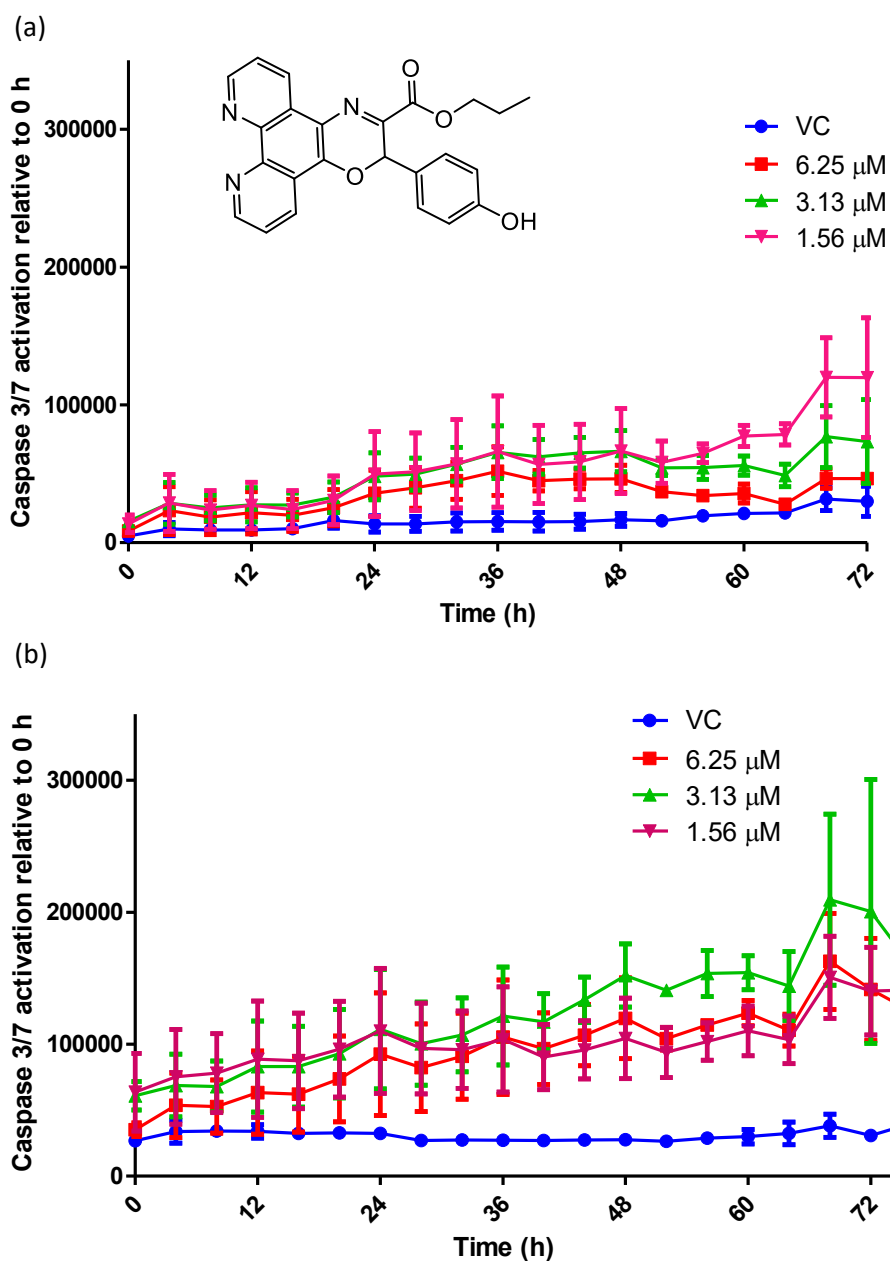 (a)
Caspase 3/7 activation relative to 0 h
300000
200000
100000
0
N
N
N
O
O
O
OH
VC
6.25 μM
3.13 μM
1.56 μM
0
12
24
36
48
60
72
Time (h)
(b)
Caspase 3/7 activation relative to 0 h
300000
200000
100000
0
VC
6.25 μM
3.13 μM
1.56 μM
0
12
24
36
48
60
72
Time (h)